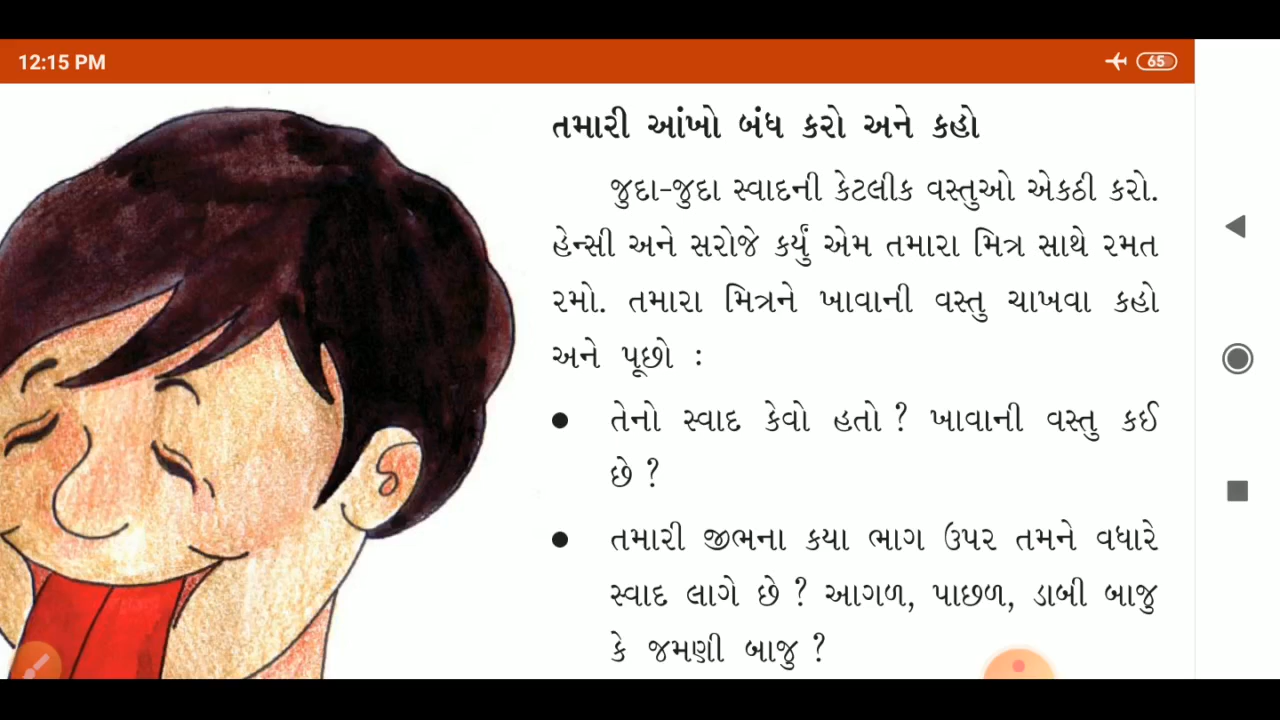 12:15 PM
65
તમારી આંખો બંધ કરો અને કહો
જુદા-જુદા સ્વાદની કેટલીક વસ્તુઓ એકઠી કરો.
હેન્સી અને સરોજે કર્યું એમ તમારા મિત્ર સાથે રમત
રમો. તમારા મિત્રને ખાવાની વસ્તુ ચાખવા કહો
અને પૂછો :
● તેનો સ્વાદ કેવો હતો ? ખાવાની વસ્તુ કઈ
છે ?
● તમારી જીભના કયા ભાગ ઉપર તમને વધારે
સ્વાદ લાગે છે ? આગળ, પાછળ, ડાબી બાજુ
કે જમણી બાજુ ?